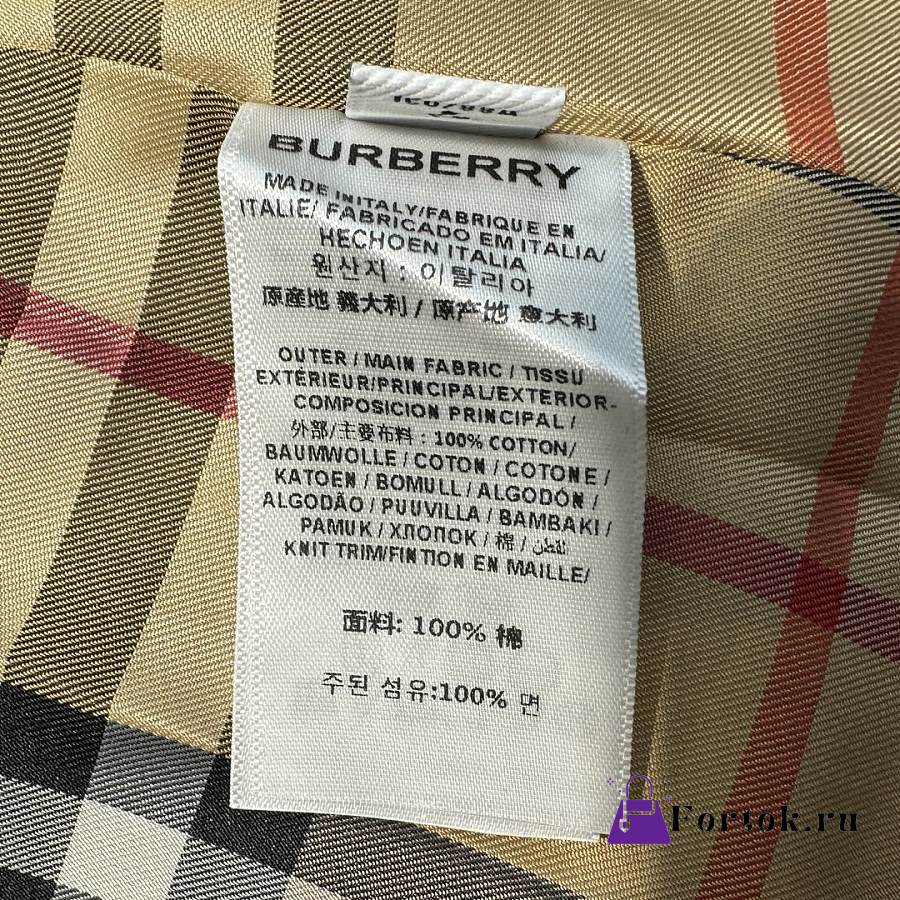 BURBERRY
MADE INITALY/FABRIQUE EN
ITALIE/ FABRICADO EM ITALIA/
HECHOEN ITALIA
원산지 : 이탈리아
原産地 義大利 / 原产地 意大利
OUTER / MAIN FABRIC / TISSU
EXTÉRIEUR/PRINCIPAL/EXTERIOR-
COMPOSICION PRINCIPAL /
外部/主要布料 : 100% COTTON/
BAUMWOLLE / COTON / COTONE /
KATOEN / BOMULL / ALGODÓN /
ALGODÃO / PUUVILLA / BAMBAKI /
PAMUK / ХЛОПОК / 棉 / قطن
KNIT TRIM/FINTION EN MAILLE/
面料: 100% 棉
주된 섬유:100% 면
Fortok.ru